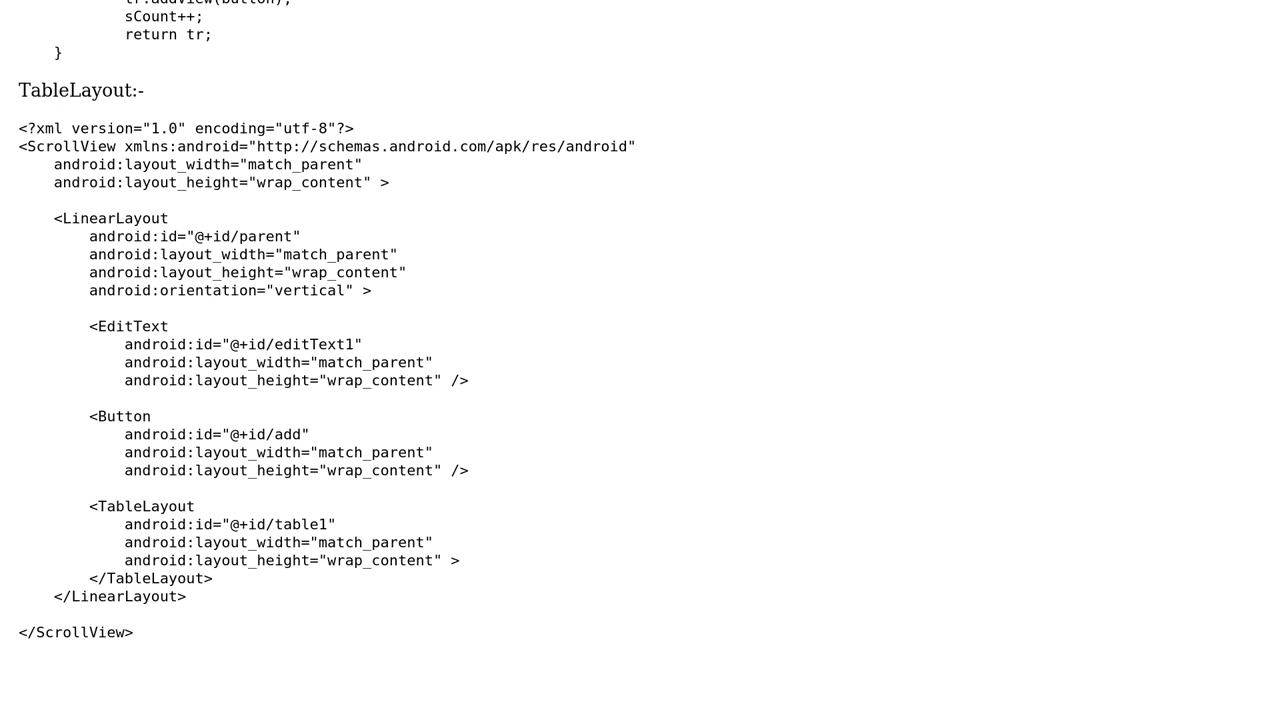 tr.addView(button);
sCount++;
return tr;
}
TableLayout:-
<?xml version="1.0" encoding="utf-8"?>
<ScrollView xmlns:android="http://schemas.android.com/apk/res/android"
android:layout_width="match_parent"
android:layout_height="wrap_content" >
<LinearLayout
android:id="@+id/parent"
android:layout_width="match_parent"
android:layout_height="wrap_content"
android:orientation="vertical" >
<EditText
android:id="@+id/editText1"
android:layout_width="match_parent"
android:layout_height="wrap_content" />
<Button
android:id="@+id/add"
android:layout_width="match_parent"
android:layout_height="wrap_content" />
<TableLayout
android:id="@+id/table1"
android:layout_width="match_parent"
android:layout_height="wrap_content" >
</TableLayout>
</LinearLayout>
</ScrollView>